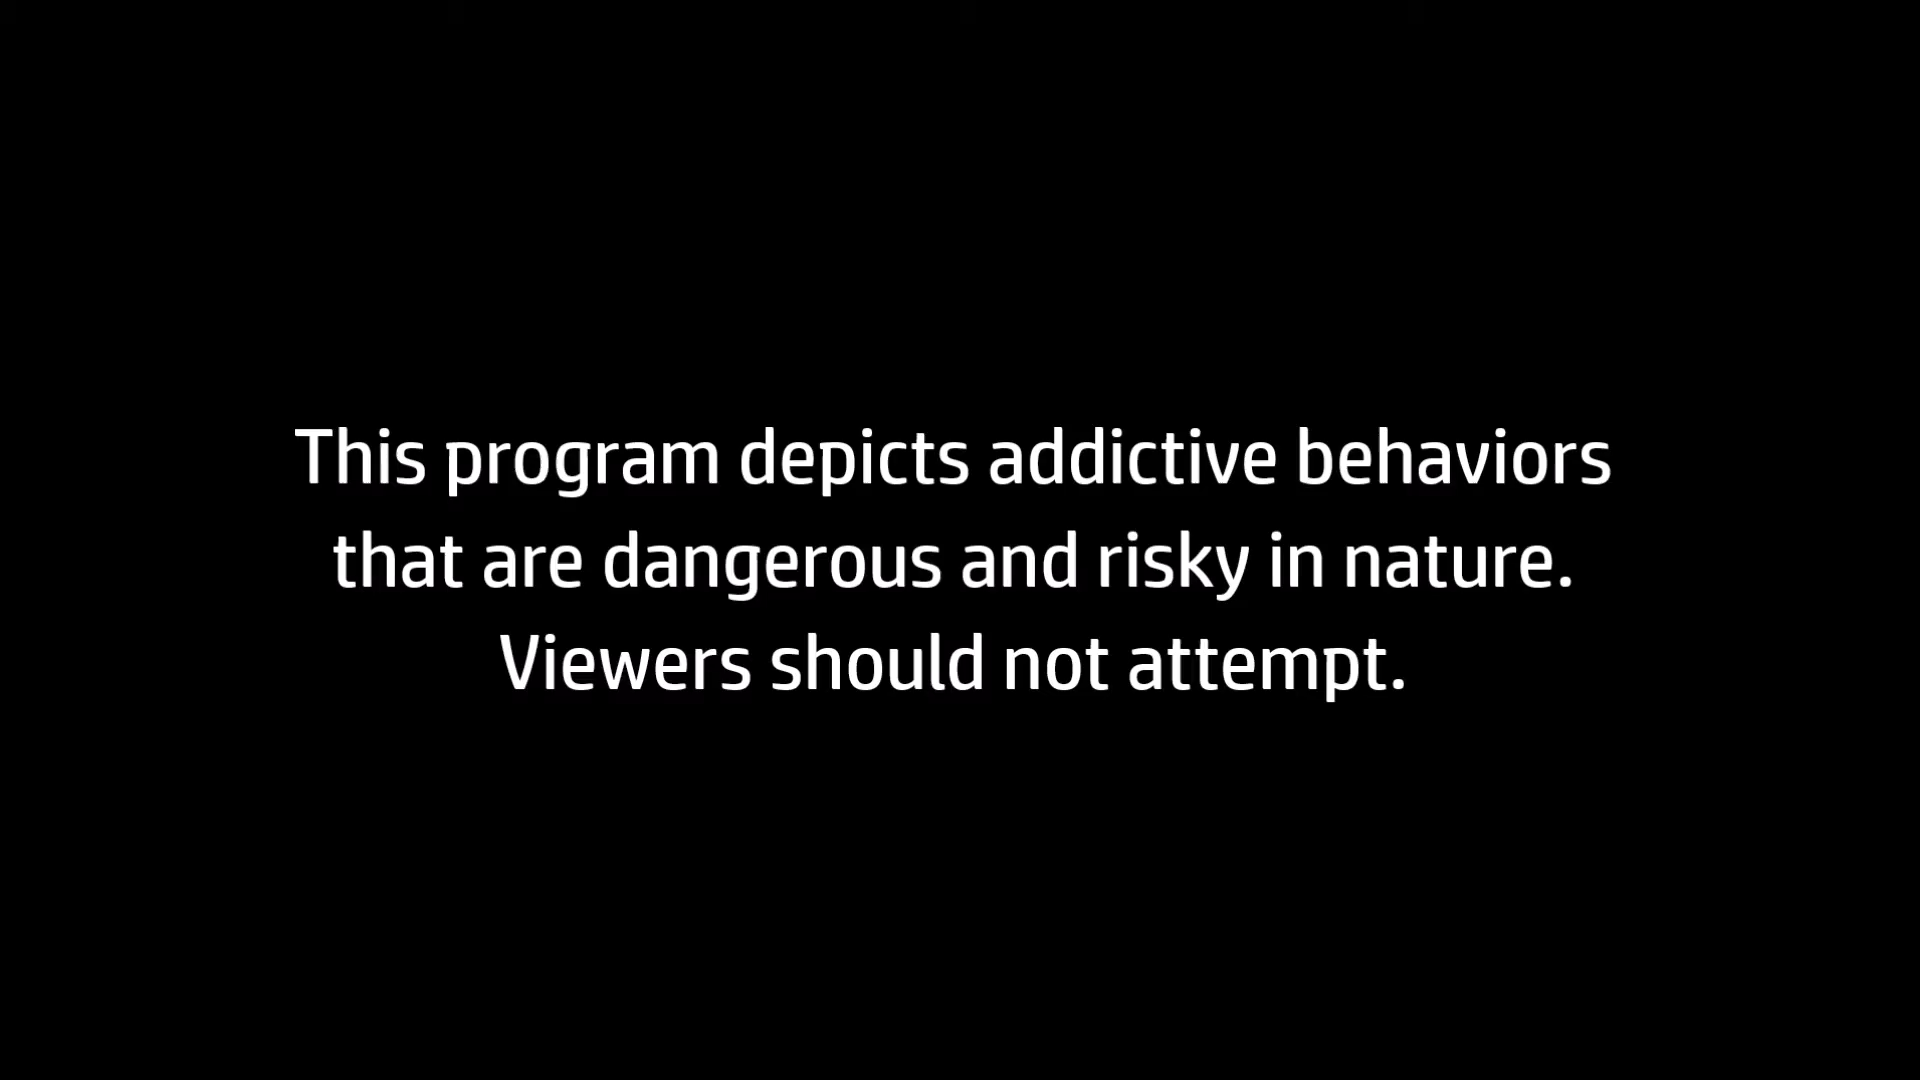 This program depicts addictive behaviors
that are dangerous and risky in nature.
Viewers should not attempt.